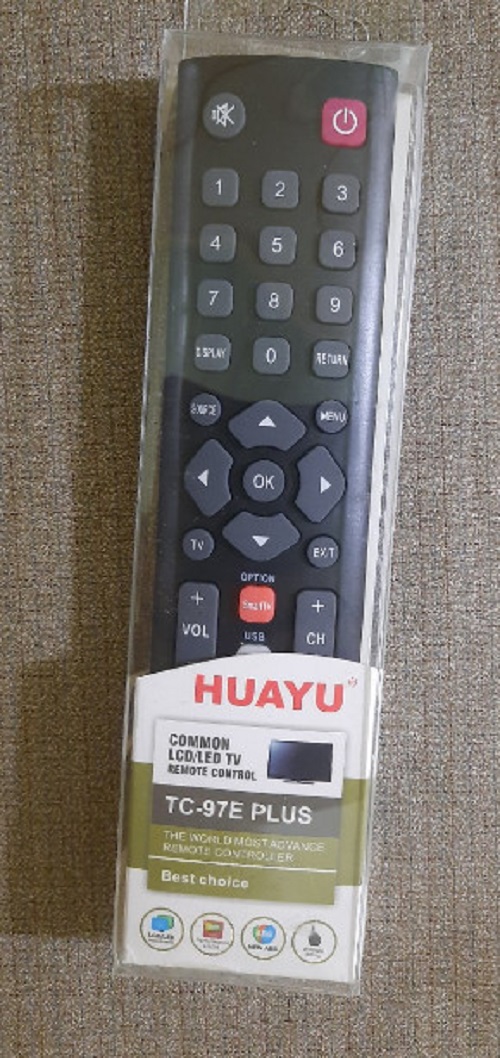 1 2 3
4 5 6
7 8 9
DISPLAY 0 RETURN
SOURCE MENU
OK
TV EXIT
OPTION
+ +
VOL CH
USB
HUAYU®
COMMON
LCD/LED TV
REMOTE CONTROL
TC-97E PLUS
THE WORLD MOST ADVANCE
REMOTE CONTROLLER
Best choice